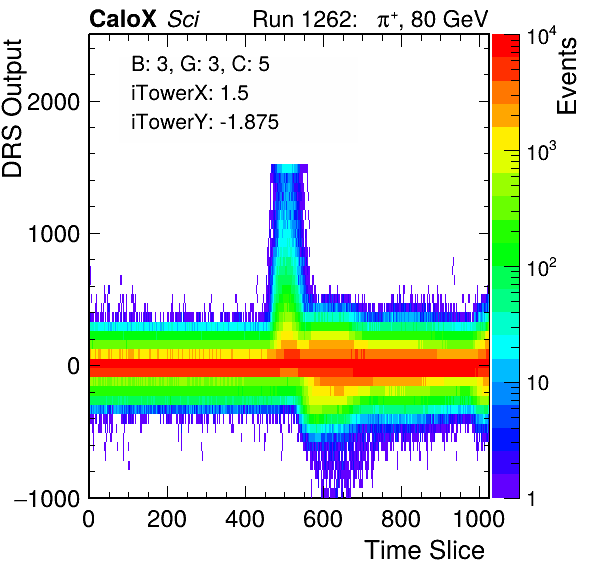 CaloX Sci Run 1262: π⁺, 80 GeV
B: 3, G: 3, C: 5
iTowerX: 1.5
iTowerY: -1.875
DRS Output
2000
1000
0
−1000
0 200 400 600 800 1000
Time Slice
Events
10⁴
10³
10²
10
1